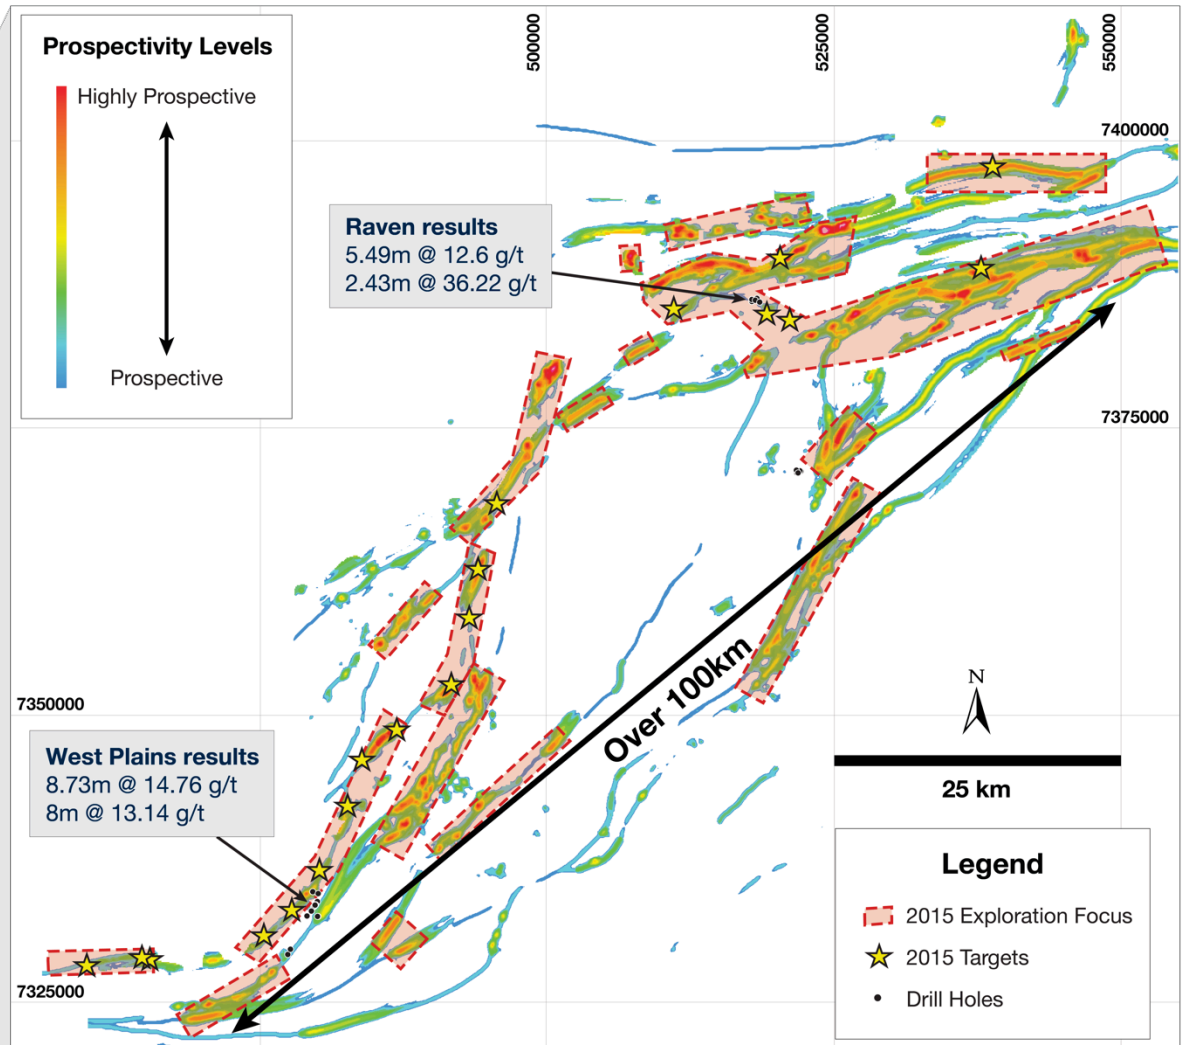 Prospectivity Levels
Highly Prospective
Prospective
500000
525000
550000
7400000
Raven results
5.49m @ 12.6 g/t
2.43m @ 36.22 g/t
7375000
Over 100km
N
7350000
West Plains results
8.73m @ 14.76 g/t
8m @ 13.14 g/t
25 km
Legend
2015 Exploration Focus
2015 Targets
Drill Holes
7325000